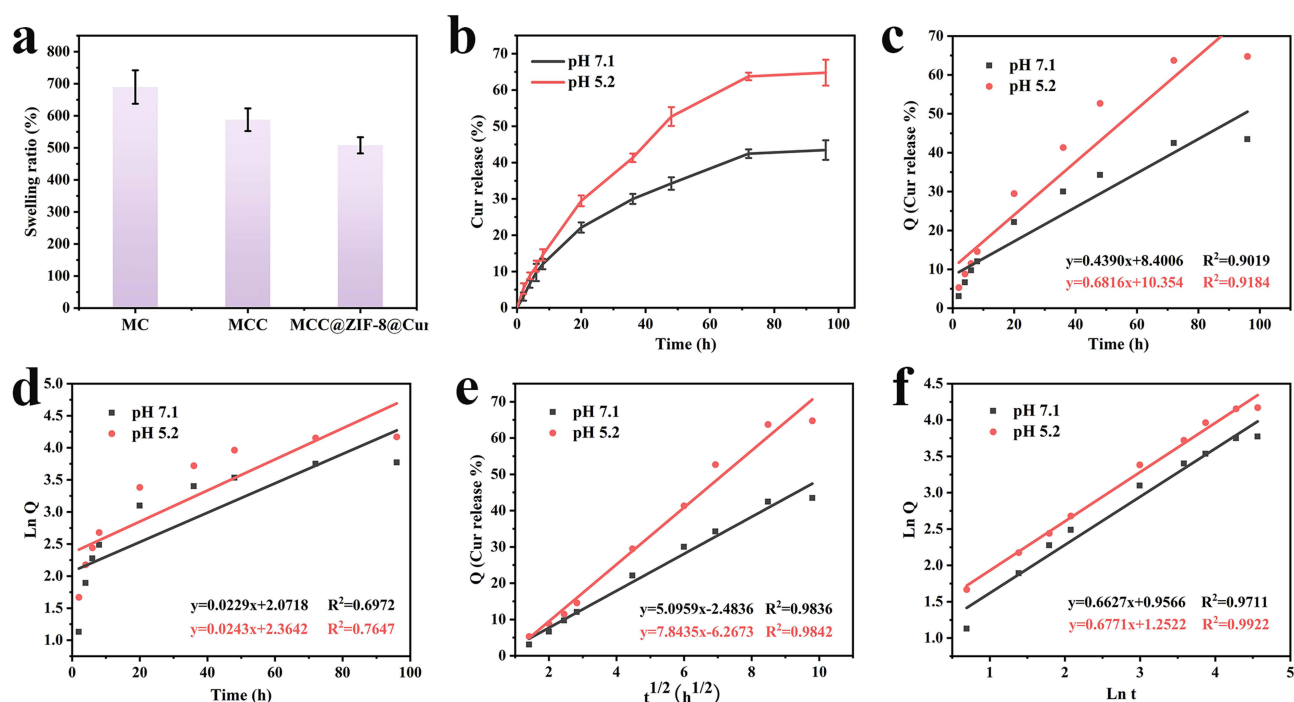 a
800
700
600
500
400
300
200
100
0
Swelling ratio (%)
MC MCC MCC@ZIF-8@Cur
b
70
60
50
40
30
20
10
0
Cur release (%)
pH 7.1
pH 5.2
0 20 40 60 80 100
Time (h)
c
70
60
50
40
30
20
10
0
Q (Cur release %)
pH 7.1
pH 5.2
y=0.4390x+8.4006 R²=0.9019
y=0.6816x+10.354 R²=0.9184
0 20 40 60 80 100
Time (h)
d
5.0
4.5
4.0
3.5
3.0
2.5
2.0
1.5
1.0
Ln Q
pH 7.1
pH 5.2
y=0.0229x+2.0718 R²=0.6972
y=0.0243x+2.3642 R²=0.7647
0 20 40 60 80 100
Time (h)
e
70
60
50
40
30
20
10
0
Q (Cur release %)
pH 7.1
pH 5.2
y=5.0959x-2.4836 R²=0.9836
y=7.8435x-6.2673 R²=0.9842
2 4 6 8 10
t^1/2 (h^1/2)
f
4.5
4.0
3.5
3.0
2.5
2.0
1.5
1.0
Ln Q
pH 7.1
pH 5.2
y=0.6627x+0.9566 R²=0.9711
y=0.6771x+1.2522 R²=0.9922
1 2 3 4 5
Ln t